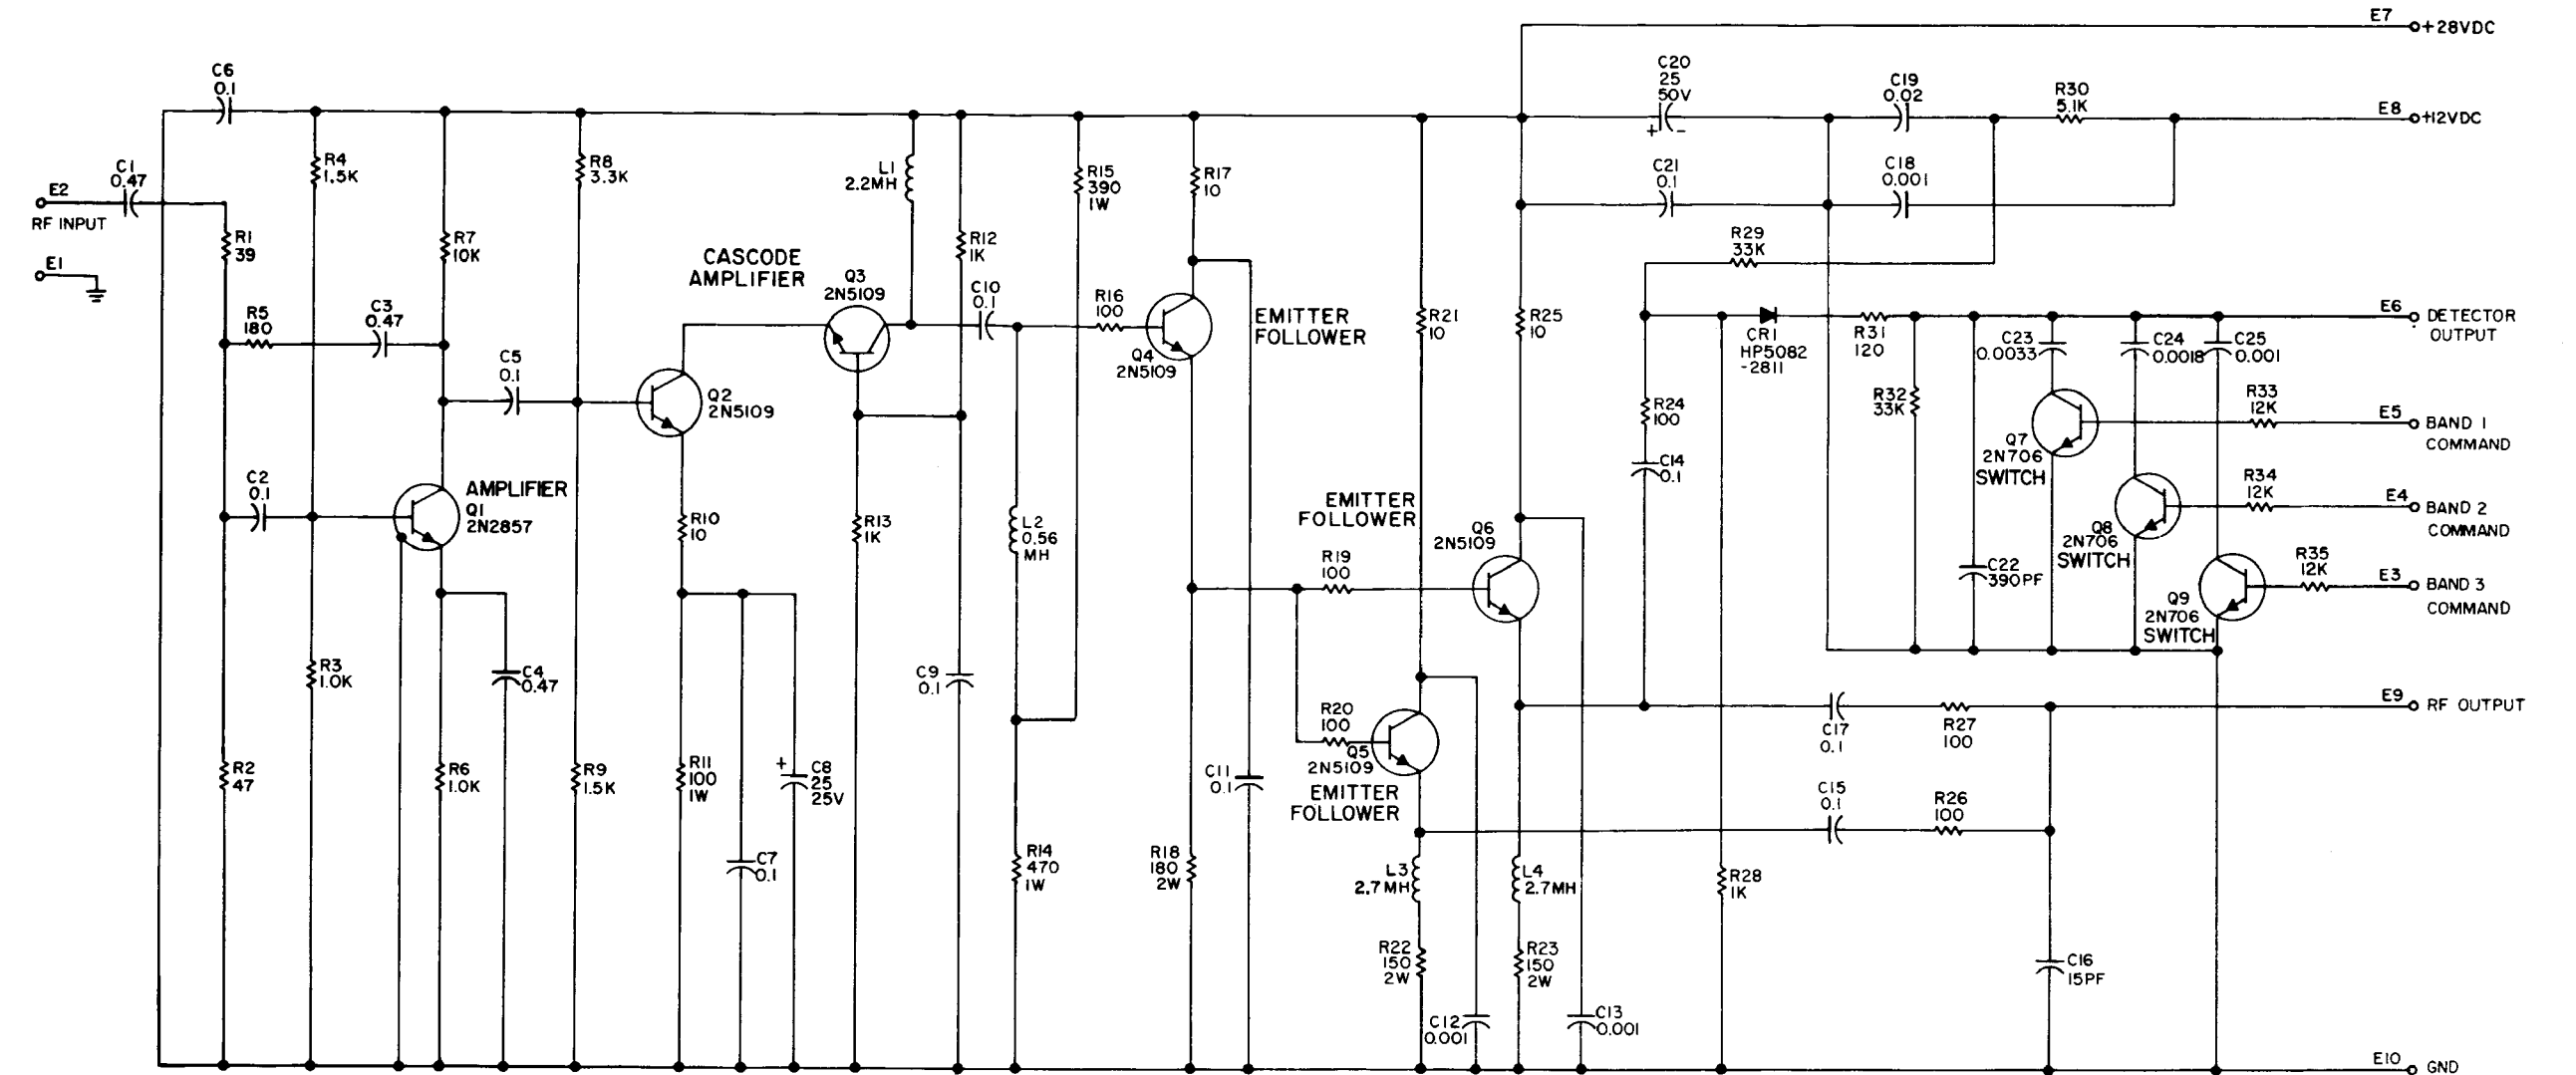 E7
+28VDC
C20
25
50V
+
-
C19
0.02
R30
5.1K
E8
+12VDC
C6
0.1
C21
0.1
C18
0.001
R4
1.5K
R8
3.3K
L1
2.2MH
R15
390
1W
R17
10
C1
0.47
E2
RF INPUT
E1
R1
39
R7
10K
R12
1K
R29
33K
CASCODE
AMPLIFIER
Q3
2N5109
C10
0.1
R16
100
Q4
2N5109
EMITTER
FOLLOWER
R5
180
C3
0.47
R21
10
R25
10
CR1
HP5082
-2811
R31
120
C23
0.0033
C24
0.0018
C25
0.001
E6
DETECTOR
OUTPUT
C5
0.1
Q2
2N5109
R24
100
R32
33K
R33
12K
E5
BAND 1
COMMAND
Q7
2N706
SWITCH
C14
0.1
C2
0.1
AMPLIFIER
Q1
2N2857
R10
10
R13
1K
L2
0.56
MH
EMITTER
FOLLOWER
Q6
2N5109
R34
12K
E4
BAND 2
COMMAND
Q8
2N706
SWITCH
R19
100
C22
390PF
R35
12K
E3
BAND 3
COMMAND
Q9
2N706
SWITCH
R3
1.0K
C4
0.47
C9
0.1
R20
100
Q5
2N5109
EMITTER
FOLLOWER
C17
0.1
R27
100
E9
RF OUTPUT
R2
47
R6
1.0K
R9
1.5K
R11
100
1W
+
C8
25
25V
C11
0.1
C15
0.1
R26
100
C7
0.1
R14
470
1W
R18
180
2W
L3
2.7MH
L4
2.7MH
R28
1K
R22
150
2W
R23
150
2W
C16
15PF
C12
0.001
C13
0.001
E10
GND